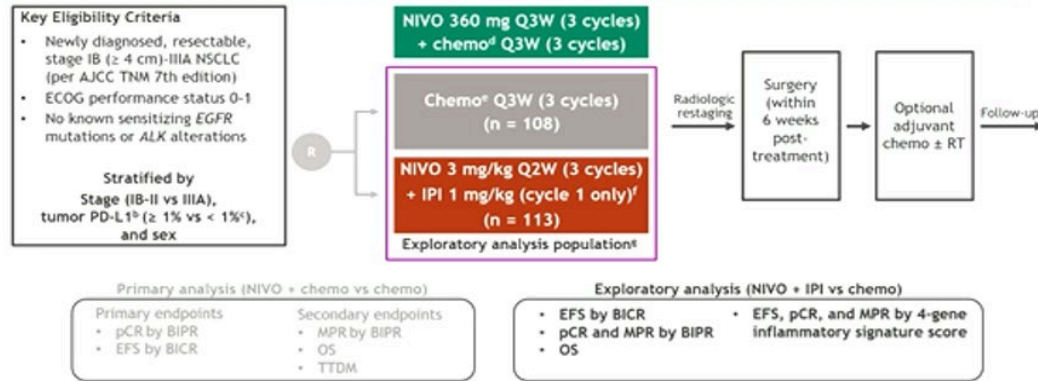 Key Eligibility Criteria
• Newly diagnosed, resectable,
stage IB (≥ 4 cm)-IIIA NSCLC
(per AJCC TNM 7th edition)
• ECOG performance status 0-1
• No known sensitizing EGFR
mutations or ALK alterations
Stratified by
Stage (IB-II vs IIIA),
tumor PD-L1ᵇ (≥ 1% vs < 1%ᶜ),
and sex
R
NIVO 360 mg Q3W (3 cycles)
+ chemoᵈ Q3W (3 cycles)
Chemoᵉ Q3W (3 cycles)
(n = 108)
NIVO 3 mg/kg Q2W (3 cycles)
+ IPI 1 mg/kg (cycle 1 only)ᶠ
(n = 113)
Exploratory analysis populationᵍ
Radiologic
restaging
Surgery
(within
6 weeks
post-
treatment)
Optional
adjuvant
chemo ± RT
Follow-up
Primary analysis (NIVO + chemo vs chemo)
Primary endpoints
• pCR by BIPR
• EFS by BICR
Secondary endpoints
• MPR by BIPR
• OS
• TTDM
Exploratory analysis (NIVO + IPI vs chemo)
• EFS by BICR
• pCR and MPR by BIPR
• OS
• EFS, pCR, and MPR by 4-gene
inflammatory signature score